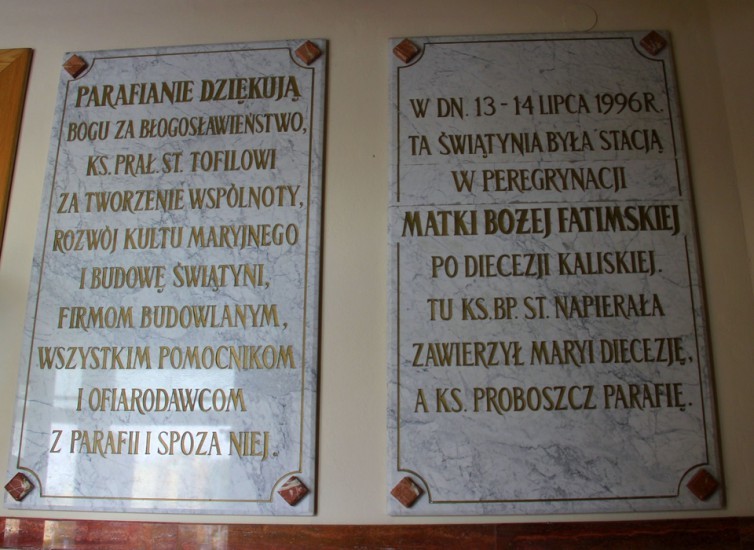 PARAFIANIE DZIĘKUJĄ
BOGU ZA BŁOGOSŁAWIEŃSTWO,
KS. PRAŁ. ST. TOFILOWI
ZA TWORZENIE WSPÓLNOTY,
ROZWÓJ KULTU MARYJNEGO
I BUDOWĘ ŚWIĄTYNI,
FIRMOM BUDOWLANYM,
WSZYSTKIM POMOCNIKOM
I OFIARODAWCOM
Z PARAFII I SPOZA NIEJ.
W DN. 13 - 14 LIPCA 1996 R.
TA ŚWIĄTYNIA BYŁA STACJĄ
W PEREGRYNACJI
MATKI BOŻEJ FATIMSKIEJ
PO DIECEZJI KALISKIEJ.
TU KS. BP. ST. NAPIERAŁA
ZAWIERZYŁ MARYI DIECEZJĘ,
A KS. PROBOSZCZ PARAFIĘ.